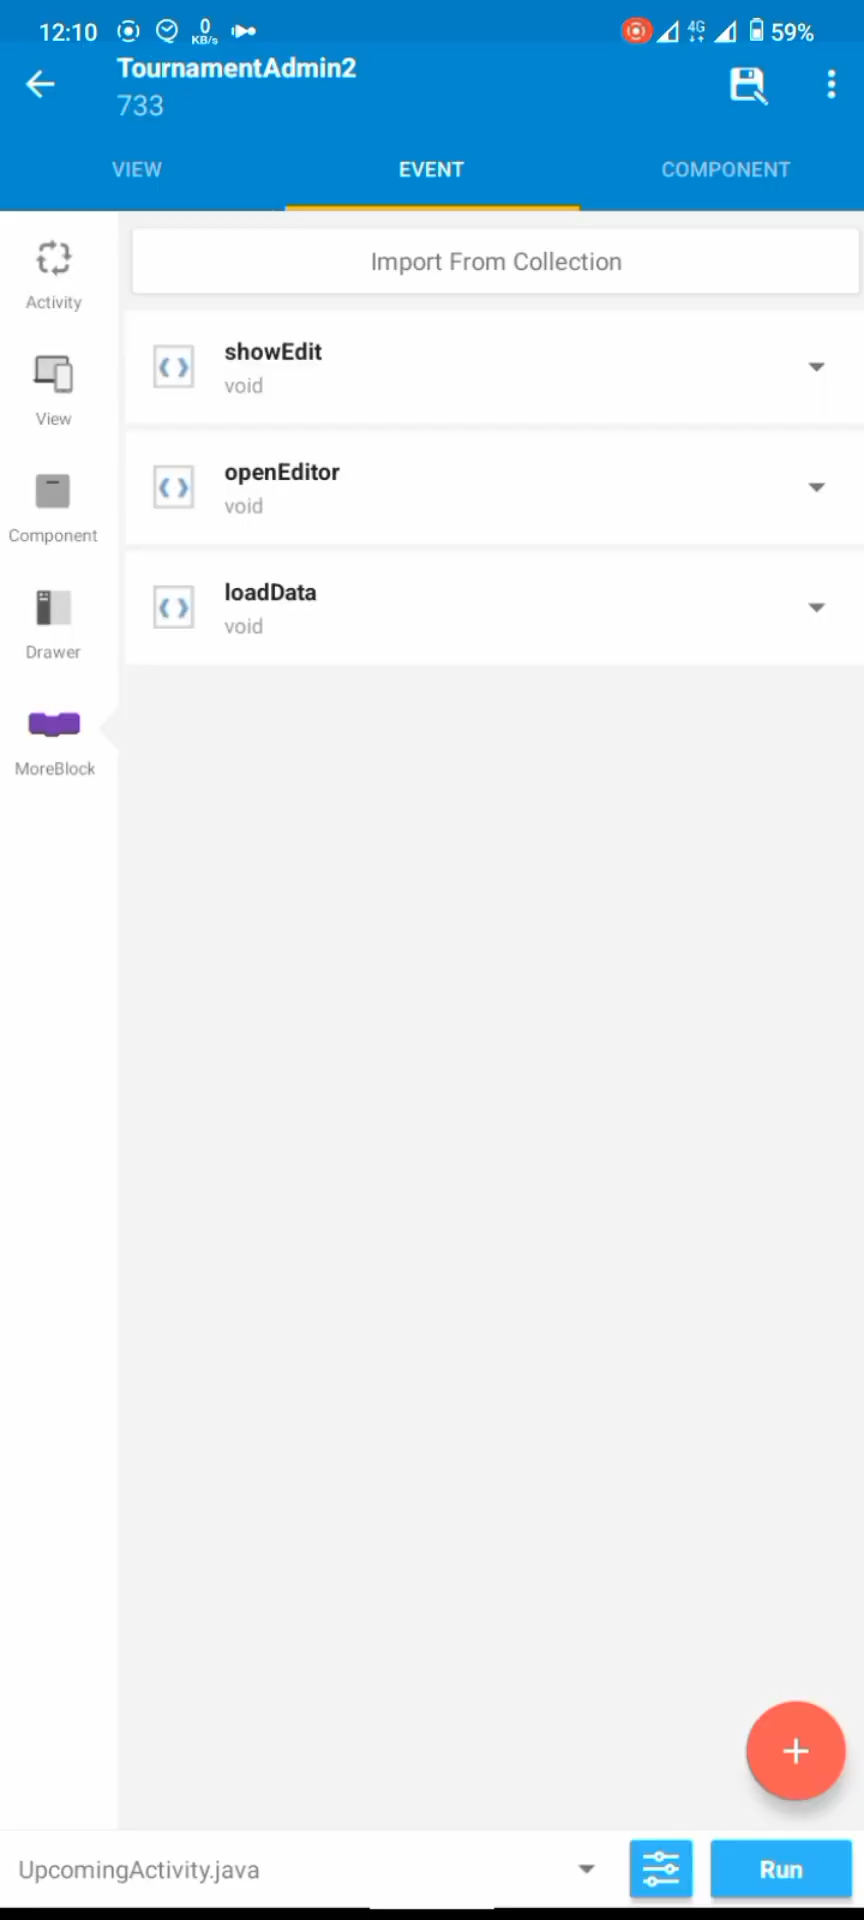 12:10 0 KB/s 4G 59%
TournamentAdmin2
733
VIEW EVENT COMPONENT
Import From Collection
Activity
showEdit
void
View
openEditor
void
Component
loadData
void
Drawer
MoreBlock
+
UpcomingActivity.java
Run